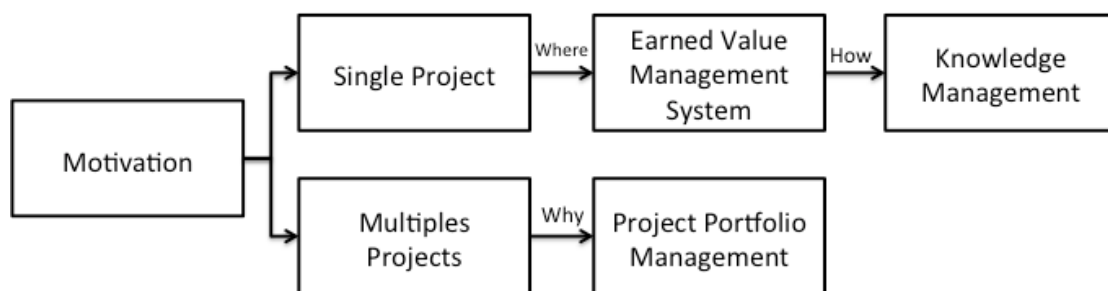 Motivation
Single Project
Where
Earned Value
Management
System
How
Knowledge
Management
Multiples
Projects
Why
Project Portfolio
Management